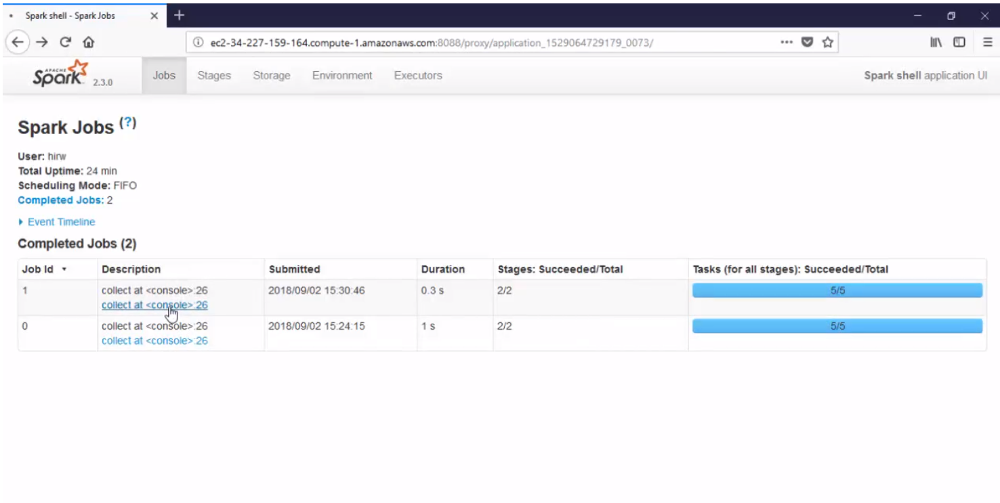 Spark shell - Spark Jobs
ec2-34-227-159-164.compute-1.amazonaws.com:8088/proxy/application_1529064729179_0073/
APACHE Spark 2.3.0 Jobs Stages Storage Environment Executors Spark shell application UI
Spark Jobs (?)
User: hirw
Total Uptime: 24 min
Scheduling Mode: FIFO
Completed Jobs: 2
Event Timeline
Completed Jobs (2)
Job Id Description Submitted Duration Stages: Succeeded/Total Tasks (for all stages): Succeeded/Total
1 collect at <console>:26 2018/09/02 15:30:46 0.3 s 2/2 5/5
collect at <console>:26
0 collect at <console>:26 2018/09/02 15:24:15 1 s 2/2 5/5
collect at <console>:26